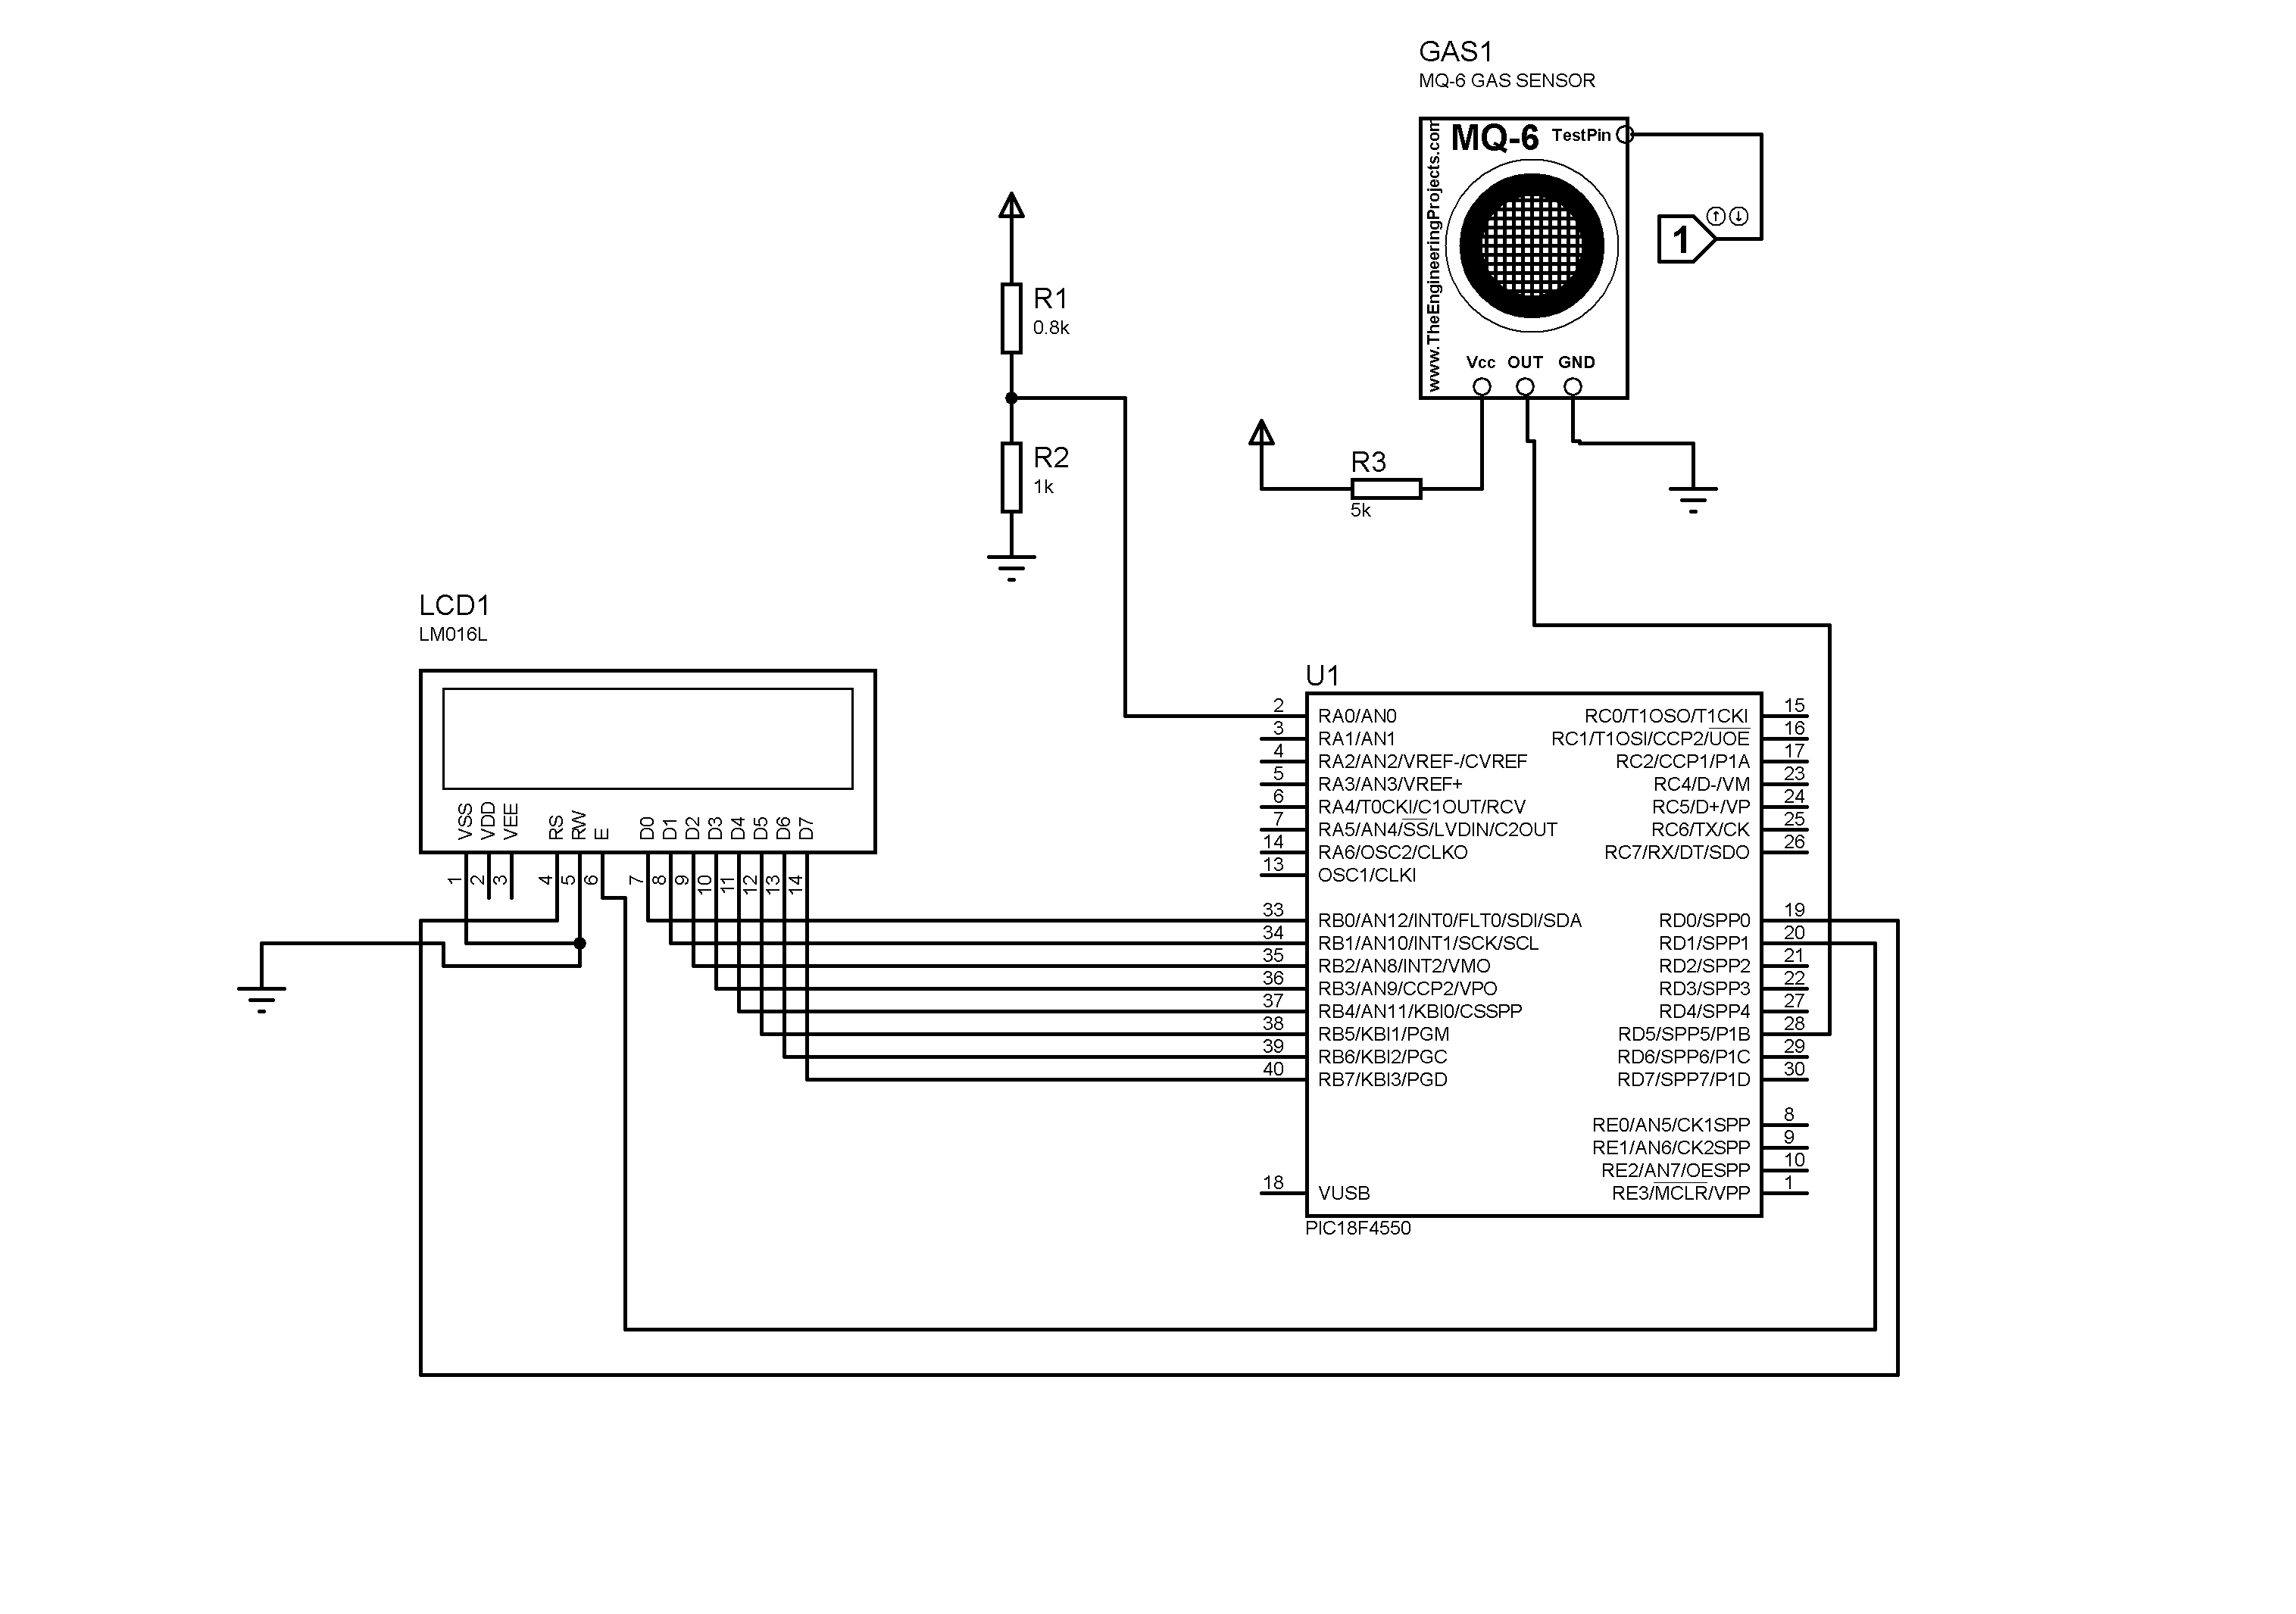 GAS1
MQ-6 GAS SENSOR
www.TheEngineeringProjects.com
MQ-6 TestPin
1
Vcc OUT GND
R1
0.8k
R2
1k
R3
5k
LCD1
LM016L
VSS VDD VEE RS RW E D0 D1 D2 D3 D4 D5 D6 D7
1 2 3 4 5 6 7 8 9 10 11 12 13 14
U1
2 RA0/AN0 RC0/T1OSO/T1CKI 15
3 RA1/AN1 RC1/T1OSI/CCP2/UOE 16
4 RA2/AN2/VREF-/CVREF RC2/CCP1/P1A 17
5 RA3/AN3/VREF+ RC4/D-/VM 23
6 RA4/T0CKI/C1OUT/RCV RC5/D+/VP 24
7 RA5/AN4/SS/LVDIN/C2OUT RC6/TX/CK 25
14 RA6/OSC2/CLKO RC7/RX/DT/SDO 26
13 OSC1/CLKI
33 RB0/AN12/INT0/FLT0/SDI/SDA RD0/SPP0 19
34 RB1/AN10/INT1/SCK/SCL RD1/SPP1 20
35 RB2/AN8/INT2/VMO RD2/SPP2 21
36 RB3/AN9/CCP2/VPO RD3/SPP3 22
37 RB4/AN11/KBI0/CSSPP RD4/SPP4 27
38 RB5/KBI1/PGM RD5/SPP5/P1B 28
39 RB6/KBI2/PGC RD6/SPP6/P1C 29
40 RB7/KBI3/PGD RD7/SPP7/P1D 30
RE0/AN5/CK1SPP 8
RE1/AN6/CK2SPP 9
RE2/AN7/OESPP 10
18 VUSB RE3/MCLR/VPP 1
PIC18F4550